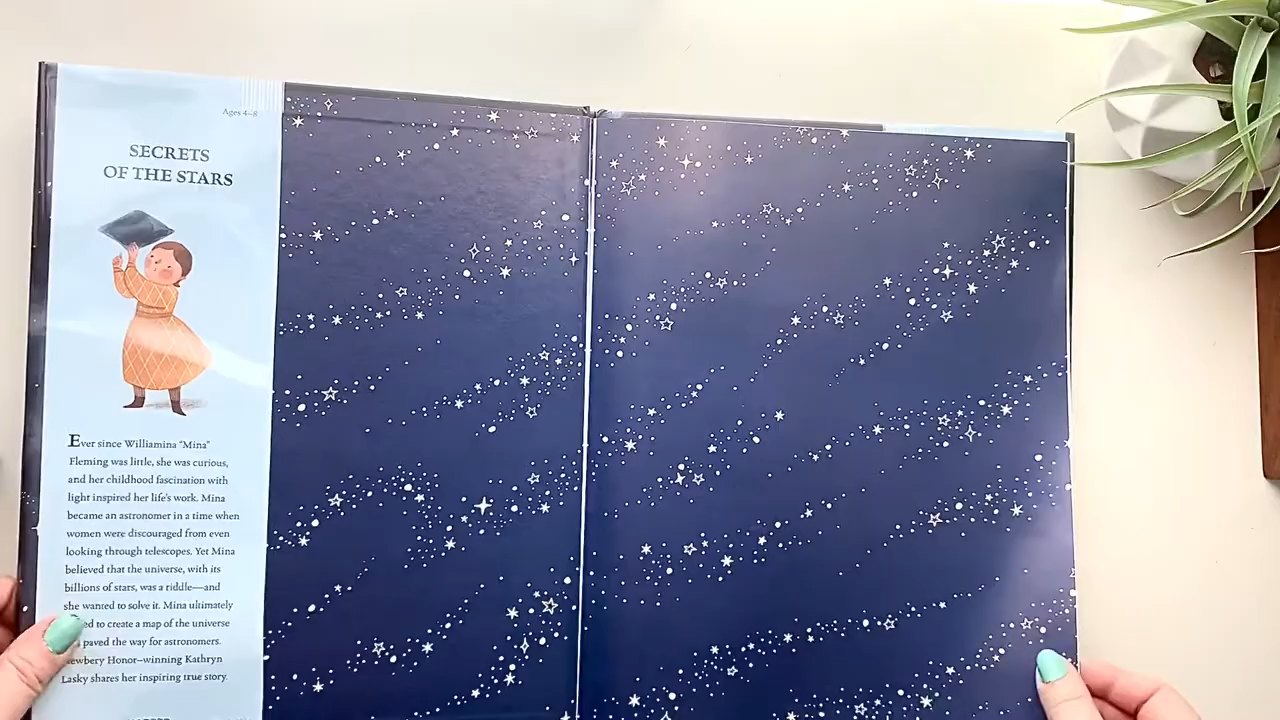 Ages 4–8
SECRETS
OF THE STARS
Ever since Williamina “Mina”
Fleming was little, she was curious,
and her childhood fascination with
light inspired her life’s work. Mina
became an astronomer in a time when
women were discouraged from even
looking through telescopes. Yet Mina
believed that the universe, with its
billions of stars, was a riddle—and
she wanted to solve it. Mina ultimately
to create a map of the universe
paved the way for astronomers.
Newbery Honor–winning Kathryn
Lasky shares her inspiring true story.